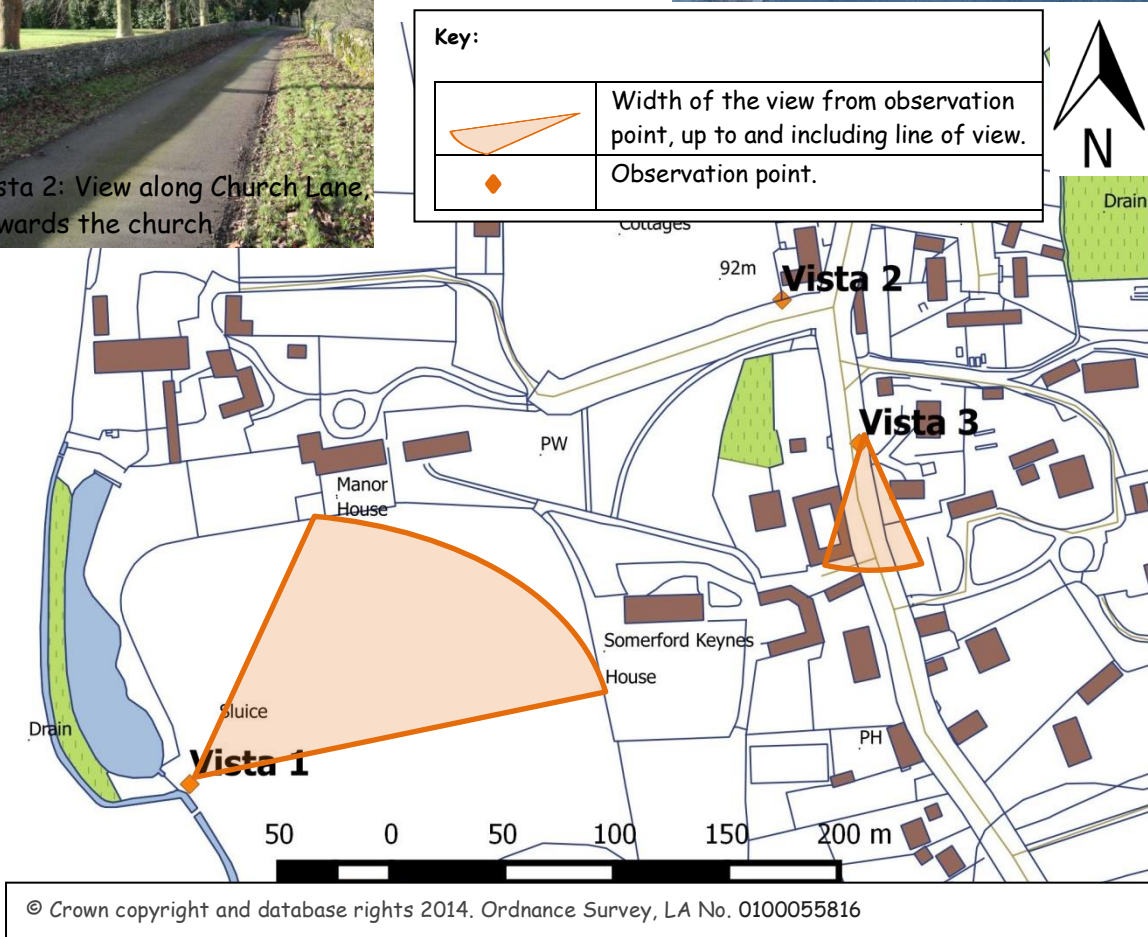 Key:
Width of the view from observation
point, up to and including line of view.
Observation point.
N
sta 2: View along Church Lane,
wards the church
Drain
Cottages
92m
Vista 2
Vista 3
PW
Manor
House
Somerford Keynes
House
Sluice
Drain
Vista 1
PH
50 0 50 100 150 200 m
© Crown copyright and database rights 2014. Ordnance Survey, LA No. 0100055816